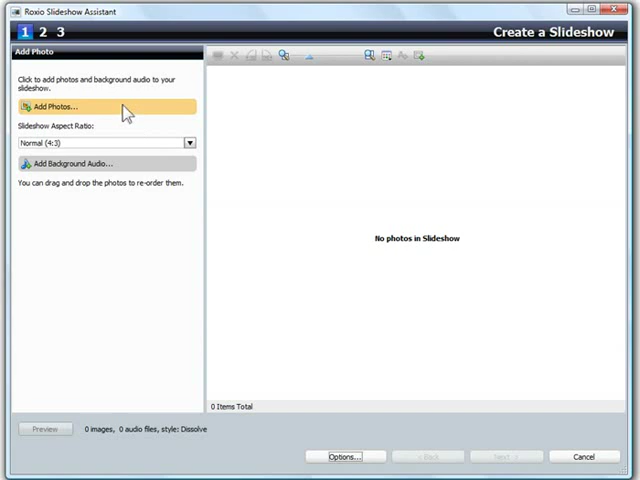 Roxio Slideshow Assistant
1 2 3
Create a Slideshow
Add Photo
Click to add photos and background audio to your
slideshow.
Add Photos...
Slideshow Aspect Ratio:
Normal (4:3)
Add Background Audio...
You can drag and drop the photos to re-order them.
No photos in Slideshow
0 Items Total
Preview
0 images, 0 audio files, style: Dissolve
Options...
< Back
Next >
Cancel